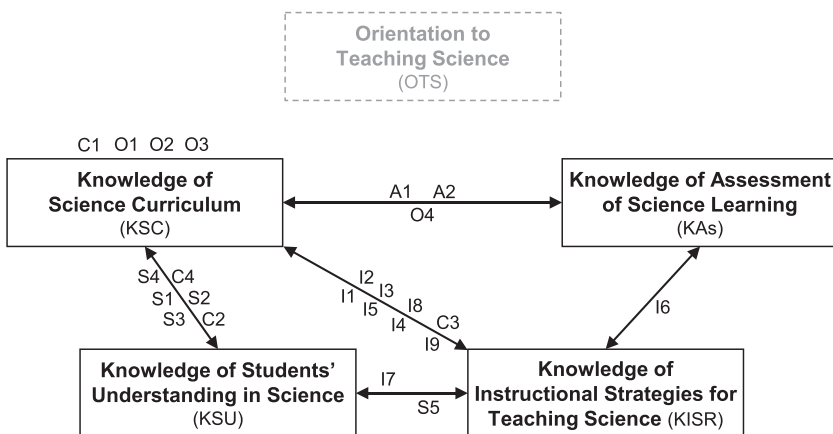 Orientation to
Teaching Science
(OTS)
C1 O1 O2 O3
Knowledge of
Science Curriculum
(KSC)
A1 A2
O4
Knowledge of Assessment
of Science Learning
(KAs)
S4 C4
S1 S2
S3 C2
I2
I1 I3
I5 I8
I4 C3
I9
I6
Knowledge of Students’
Understanding in Science
(KSU)
I7
S5
Knowledge of
Instructional Strategies for
Teaching Science (KISR)